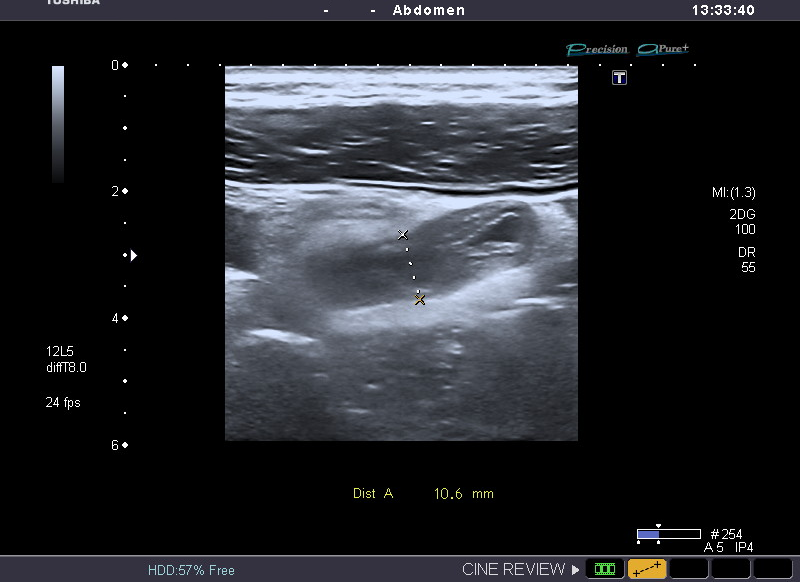 TOSHIBA
- - Abdomen 13:33:40
Precision APure+
T
0
2
4
6
MI:(1.3)
2DG
100
DR
55
12L5
diffT8.0
24 fps
Dist A 10.6 mm
#254
A 5 IP4
HDD:57% Free
CINE REVIEW